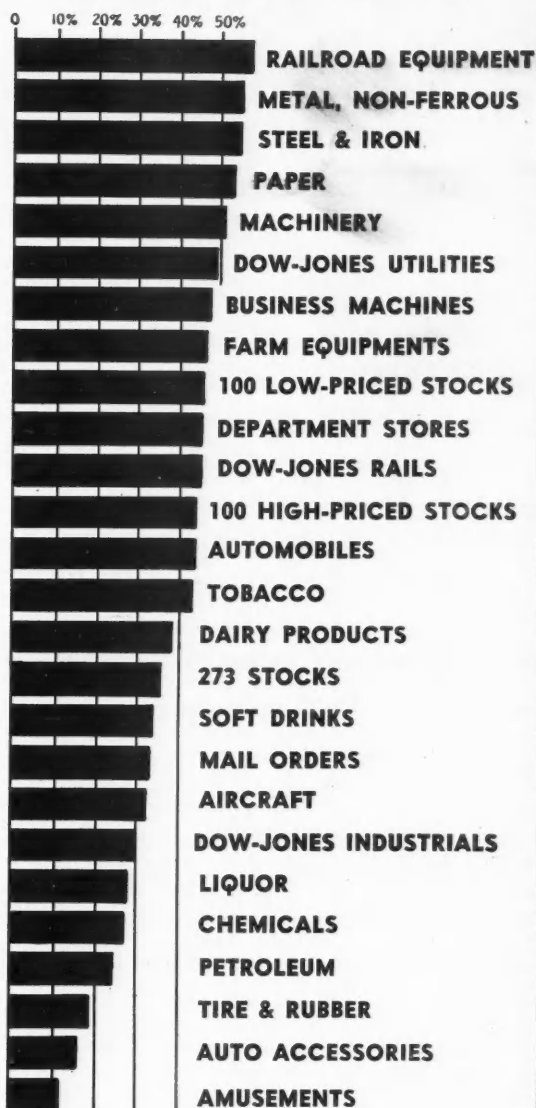 0 10% 20% 30% 40% 50%
RAILROAD EQUIPMENT
METAL, NON-FERROUS
STEEL & IRON
PAPER
MACHINERY
DOW-JONES UTILITIES
BUSINESS MACHINES
FARM EQUIPMENTS
100 LOW-PRICED STOCKS
DEPARTMENT STORES
DOW-JONES RAILS
100 HIGH-PRICED STOCKS
AUTOMOBILES
TOBACCO
DAIRY PRODUCTS
273 STOCKS
SOFT DRINKS
MAIL ORDERS
AIRCRAFT
DOW-JONES INDUSTRIALS
LIQUOR
CHEMICALS
PETROLEUM
TIRE & RUBBER
AUTO ACCESSORIES
AMUSEMENTS